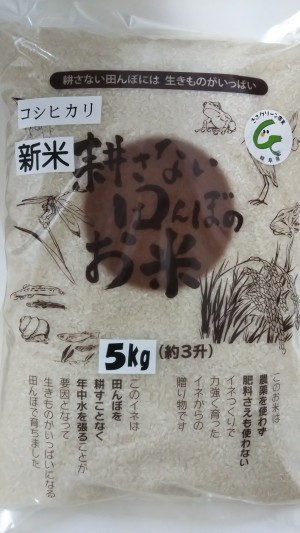 耕さない田んぼには 生きものがいっぱい
コシヒカリ
新米
耕さない
田んぼの
お米
5kg (約3升)
このお米は
農薬を使わず
肥料さえも使わない
イネつくりで
力強く育った
イネからの
贈り物です
このイネは
田んぼを
耕すことなく
年中水を張ることが
要因となって
生きものがいっぱいになる
田んぼで育ちました